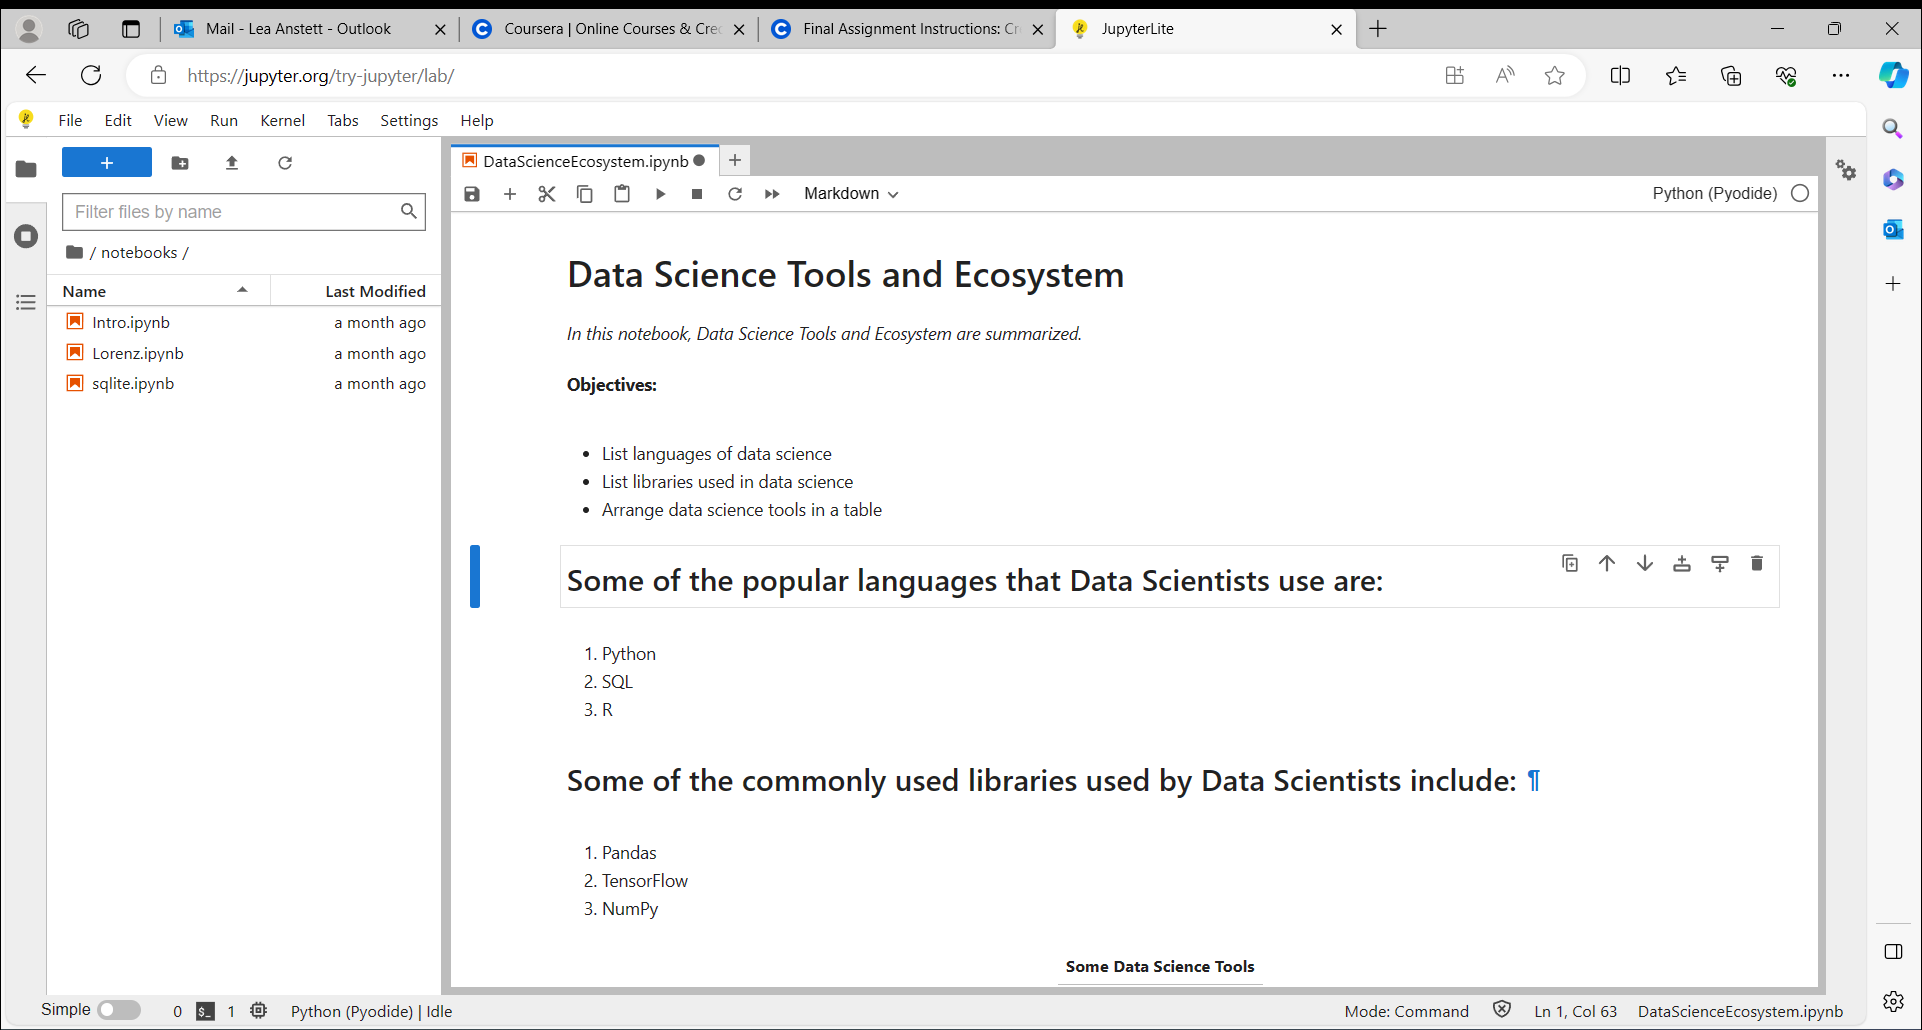 Mail - Lea Anstett - Outlook
Coursera | Online Courses & Cre
Final Assignment Instructions: Cr
JupyterLite
https://jupyter.org/try-jupyter/lab/
File Edit View Run Kernel Tabs Settings Help
DataScienceEcosystem.ipynb
Filter files by name
Markdown
Python (Pyodide)
/ notebooks /
Name Last Modified
Intro.ipynb a month ago
Lorenz.ipynb a month ago
sqlite.ipynb a month ago
Data Science Tools and Ecosystem
In this notebook, Data Science Tools and Ecosystem are summarized.
Objectives:
• List languages of data science
• List libraries used in data science
• Arrange data science tools in a table
Some of the popular languages that Data Scientists use are:
1. Python
2. SQL
3. R
Some of the commonly used libraries used by Data Scientists include: ¶
1. Pandas
2. TensorFlow
3. NumPy
Some Data Science Tools
Simple 0 $_ 1 Python (Pyodide) | Idle Mode: Command Ln 1, Col 63 DataScienceEcosystem.ipynb